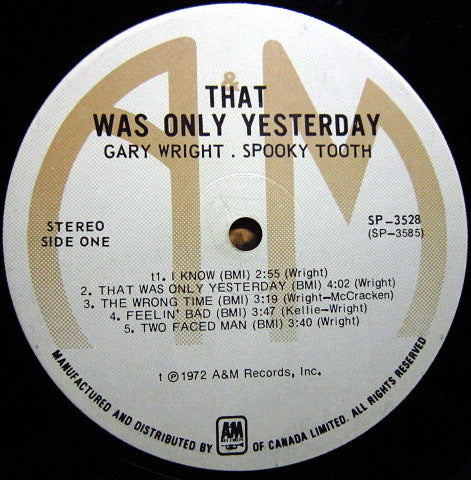 &
THAT
WAS ONLY YESTERDAY
GARY WRIGHT . SPOOKY TOOTH
STEREO
SIDE ONE
SP-3528
(SP-3585)
t1. I KNOW (BMI) 2:55 (Wright)
2. THAT WAS ONLY YESTERDAY (BMI) 4:02 (Wright)
3. THE WRONG TIME (BMI) 3:19 (Wright-McCracken)
4. FEELIN' BAD (BMI) 3:47 (Kellie-Wright)
5. TWO FACED MAN (BMI) 3:40 (Wright)
t ℗ 1972 A&M Records, Inc.
MANUFACTURED AND DISTRIBUTED BY A&M RECORDS OF CANADA LIMITED. ALL RIGHTS RESERVED